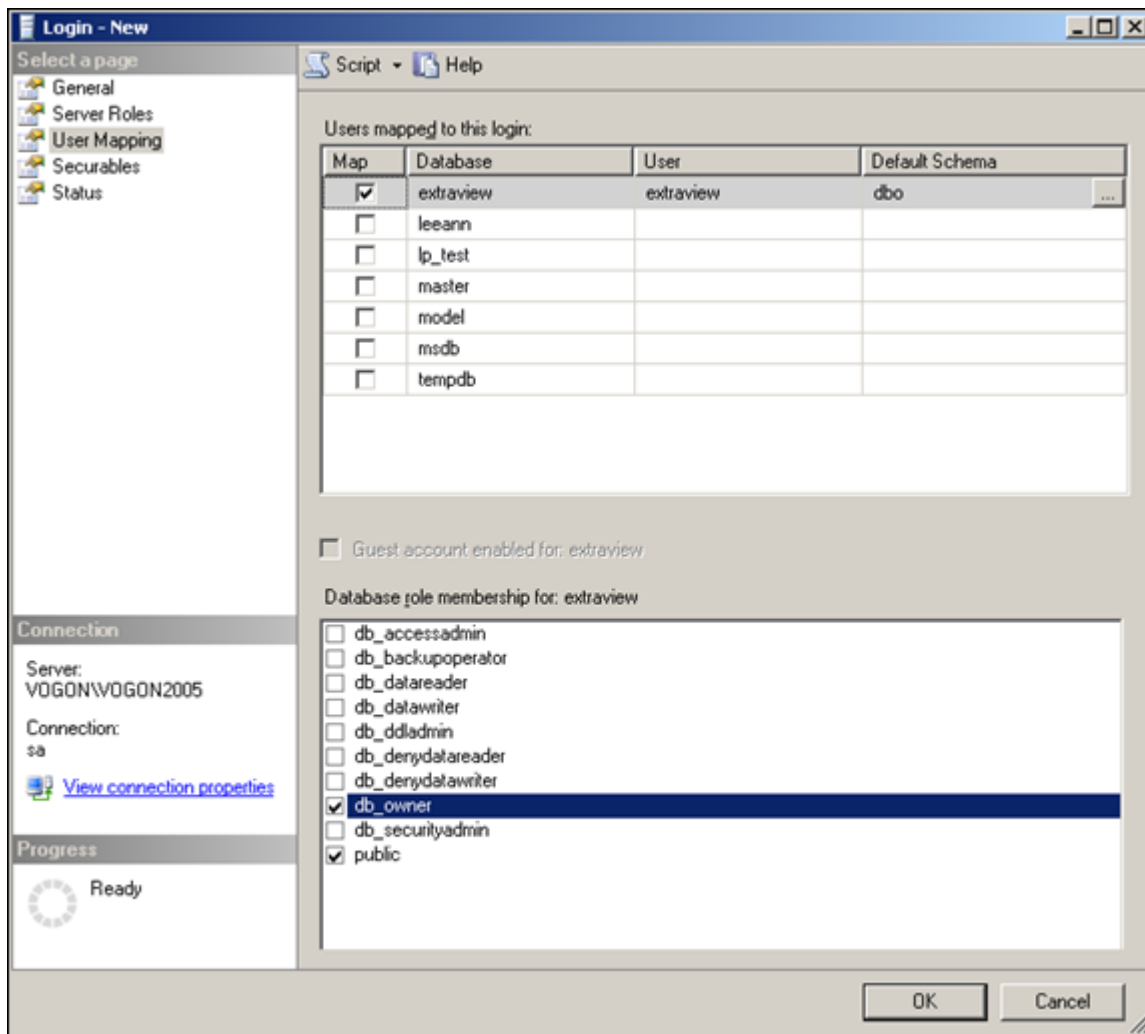 Login - New
Select a page
General
Server Roles
User Mapping
Securables
Status
Script
Help
Users mapped to this login:
Map Database User Default Schema
extraview extraview dbo ...
leeann
lp_test
master
model
msdb
tempdb
Guest account enabled for: extraview
Database role membership for: extraview
db_accessadmin
db_backupoperator
db_datareader
db_datawriter
db_ddladmin
db_denydatareader
db_denydatawriter
db_owner
db_securityadmin
public
Connection
Server:
VOGON\VOGON2005
Connection:
sa
View connection properties
Progress
Ready
OK Cancel